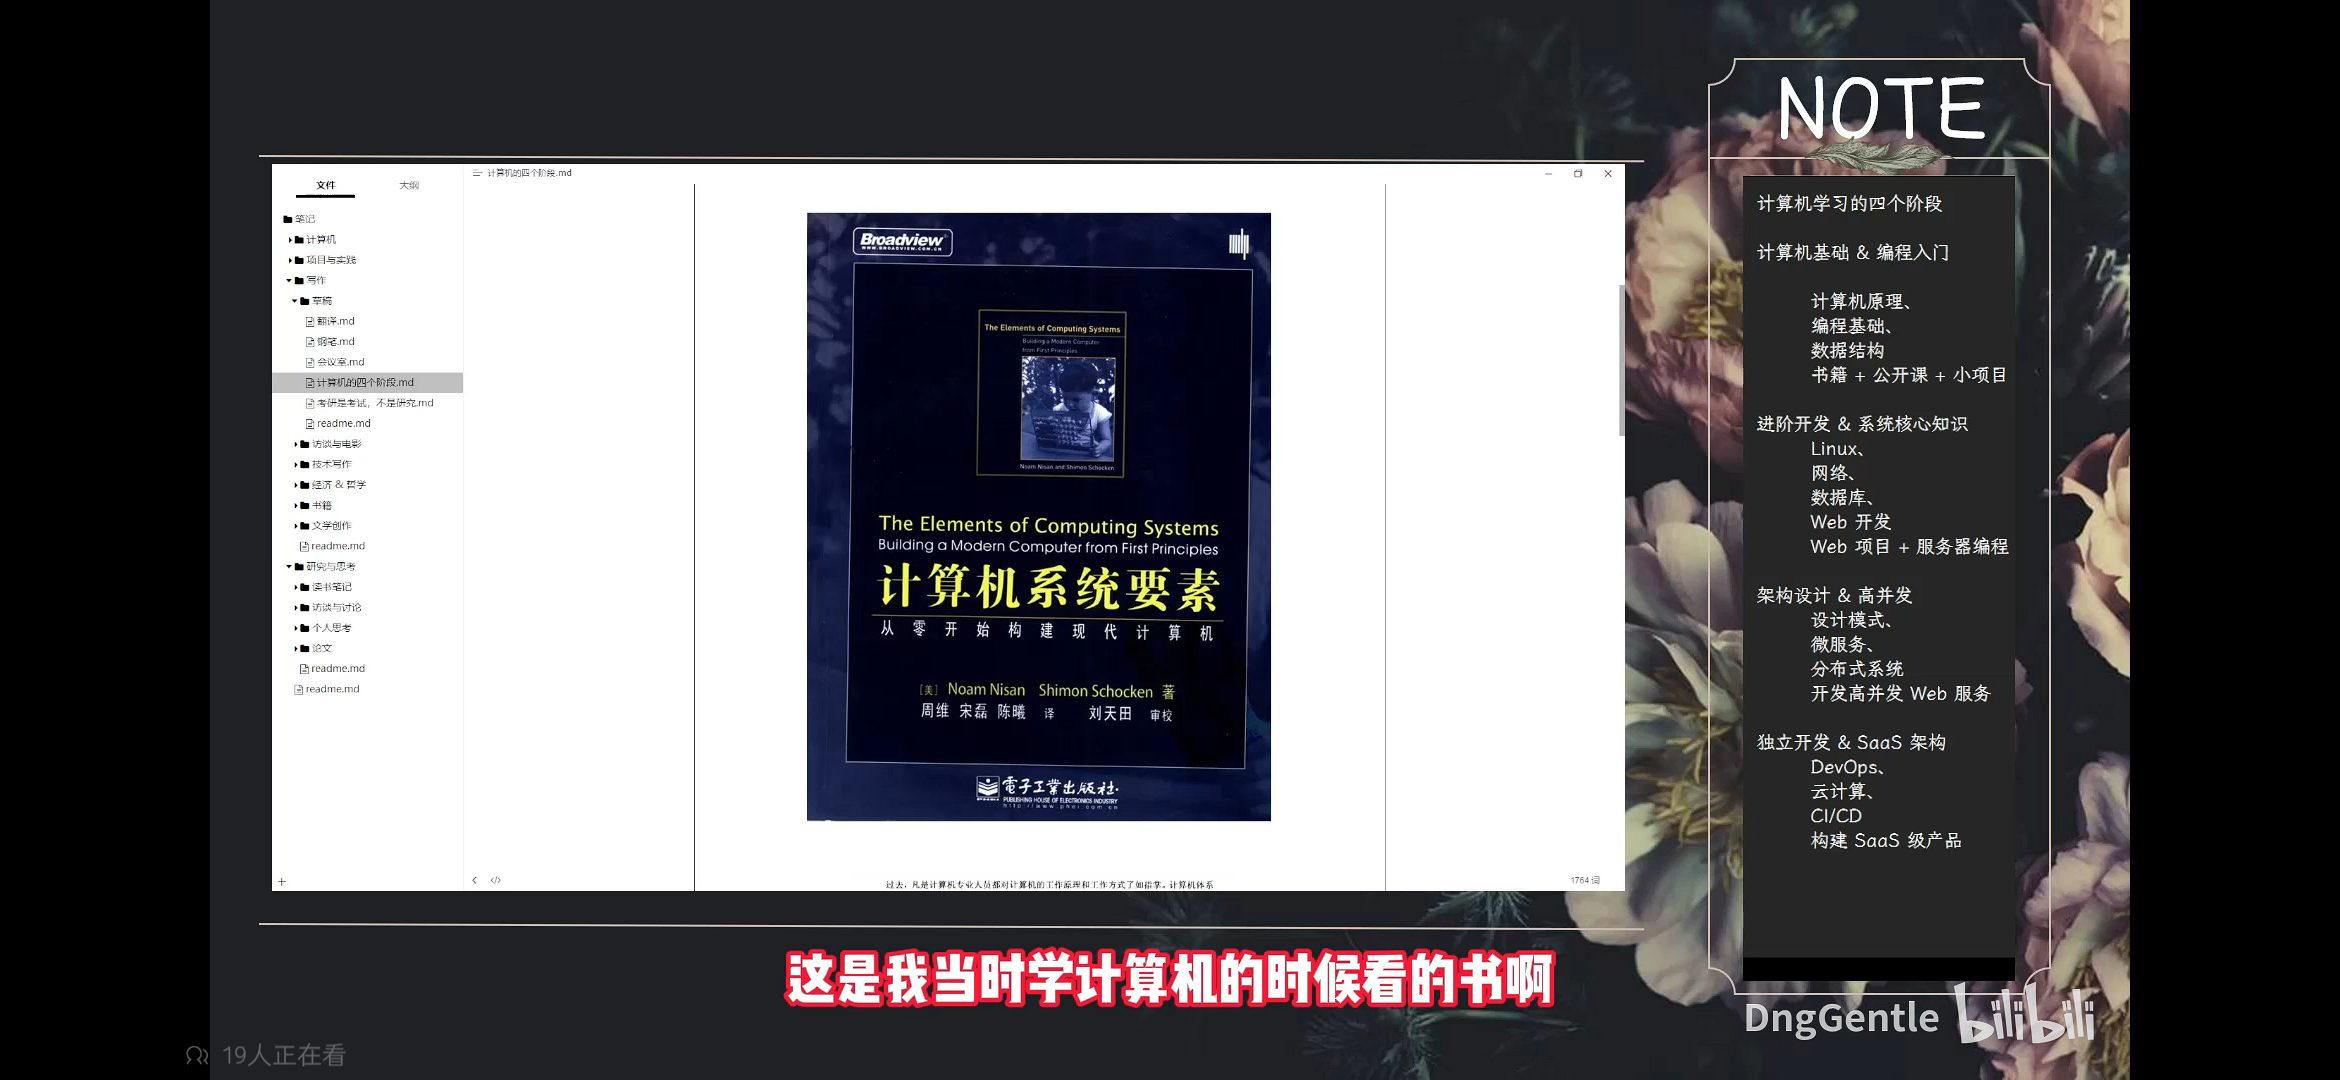 文件
大纲
笔记
计算机
项目与实践
写作
草稿
翻译.md
钢笔.md
会议室.md
计算机的四个阶段.md
考研是考试，不是研究.md
readme.md
访谈与电影
技术写作
经济 & 哲学
书籍
文学创作
readme.md
研究与思考
读书笔记
访谈与讨论
个人思考
论文
readme.md
readme.md
计算机的四个阶段.md
Broadview
WWW.BROADVIEW.COM.CN
The Elements of Computing Systems
Building a Modern Computer
from First Principles
Noam Nisan and Shimon Schocken
The Elements of Computing Systems
Building a Modern Computer from First Principles
计算机系统要素
从零开始构建现代计算机
[美] Noam Nisan Shimon Schocken 著
周维 宋磊 陈曦 译 刘天田 审校
電子工業出版社
PUBLISHING HOUSE OF ELECTRONICS INDUSTRY
http://www.phei.com.cn
过去，凡是计算机专业人员都对计算机的工作原理和工作方式了如指掌。计算机体系
1764 词
NOTE
计算机学习的四个阶段
计算机基础 & 编程入门
计算机原理、
编程基础、
数据结构
书籍 + 公开课 + 小项目
进阶开发 & 系统核心知识
Linux、
网络、
数据库、
Web 开发
Web 项目 + 服务器编程
架构设计 & 高并发
设计模式、
微服务、
分布式系统
开发高并发 Web 服务
独立开发 & SaaS 架构
DevOps、
云计算、
CI/CD
构建 SaaS 级产品
这是我当时学计算机的时候看的书啊
DngGentle bilibili
19人正在看